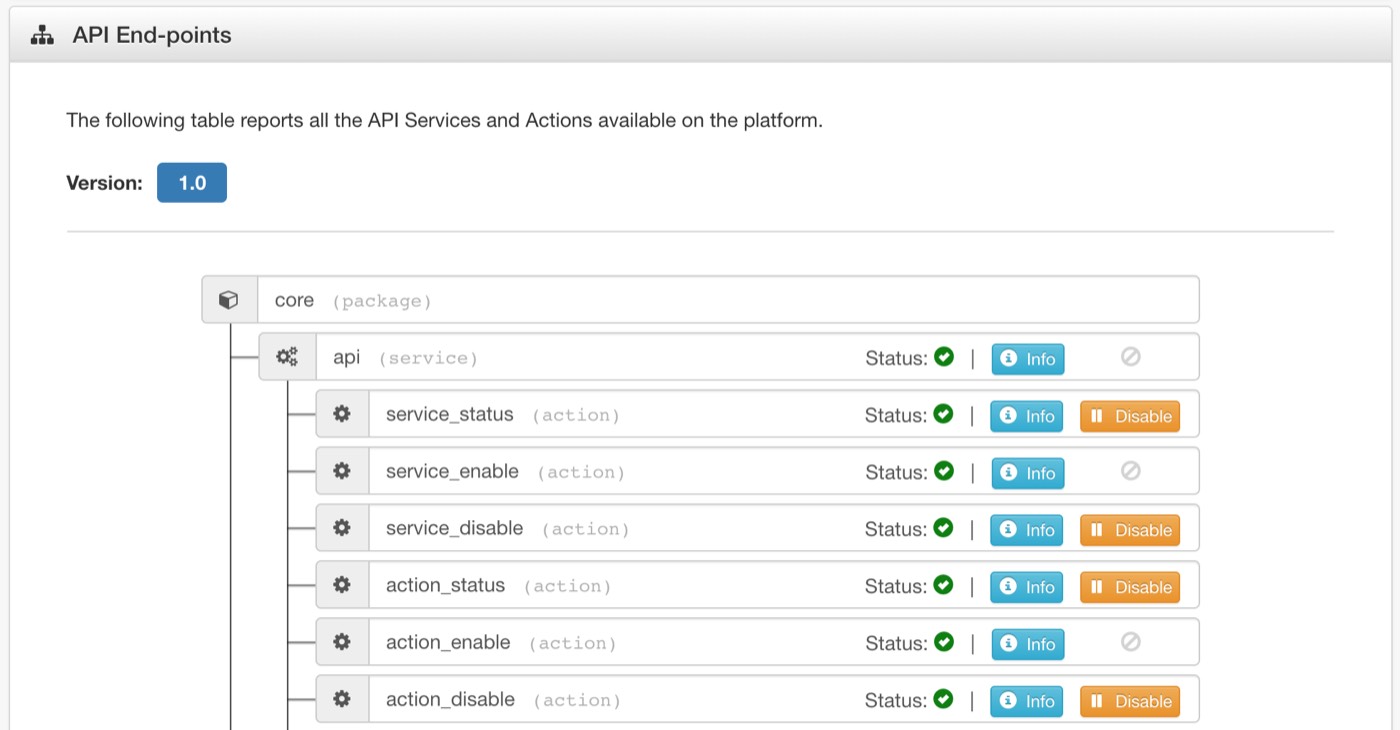 API End-points
The following table reports all the API Services and Actions available on the platform.
Version: 1.0
core (package)
api (service) Status: | Info
service_status (action) Status: | Info Disable
service_enable (action) Status: | Info
service_disable (action) Status: | Info Disable
action_status (action) Status: | Info Disable
action_enable (action) Status: | Info
action_disable (action) Status: | Info Disable